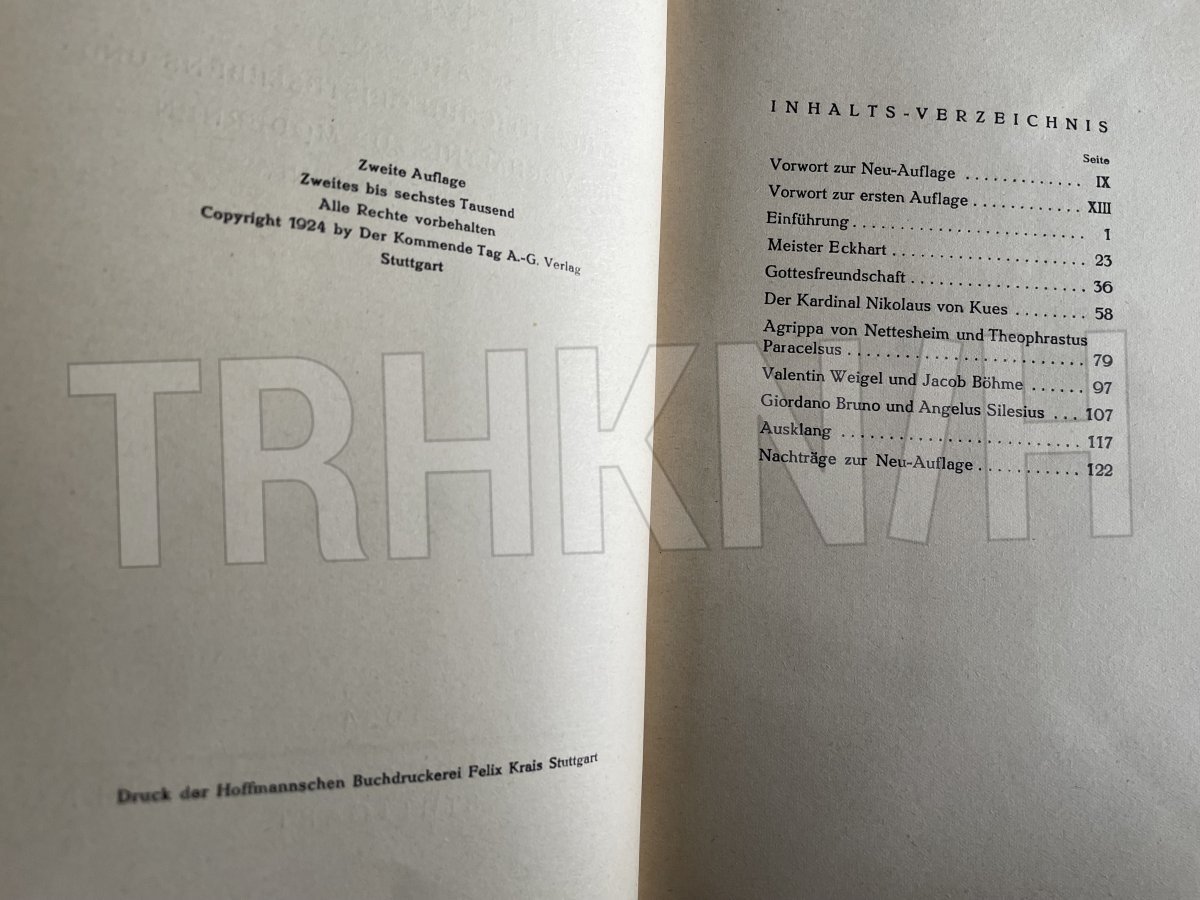 Zweite Auflage
Zweites bis sechstes Tausend
Alle Rechte vorbehalten
Copyright 1924 by Der Kommende Tag A.-G. Verlag
Stuttgart
Druck der Hoffmannschen Buchdruckerei Felix Krais Stuttgart
INHALTS-VERZEICHNIS
Seite
Vorwort zur Neu-Auflage ............. IX
Vorwort zur ersten Auflage ............ XIII
Einführung ......................... 1
Meister Eckhart ..................... 23
Gottesfreundschaft ................... 36
Der Kardinal Nikolaus von Kues ........ 58
Agrippa von Nettesheim und Theophrastus
Paracelsus .......................... 79
Valentin Weigel und Jacob Böhme ...... 97
Giordano Bruno und Angelus Silesius ... 107
Ausklang .......................... 117
Nachträge zur Neu-Auflage ........... 122
TRHKN/H